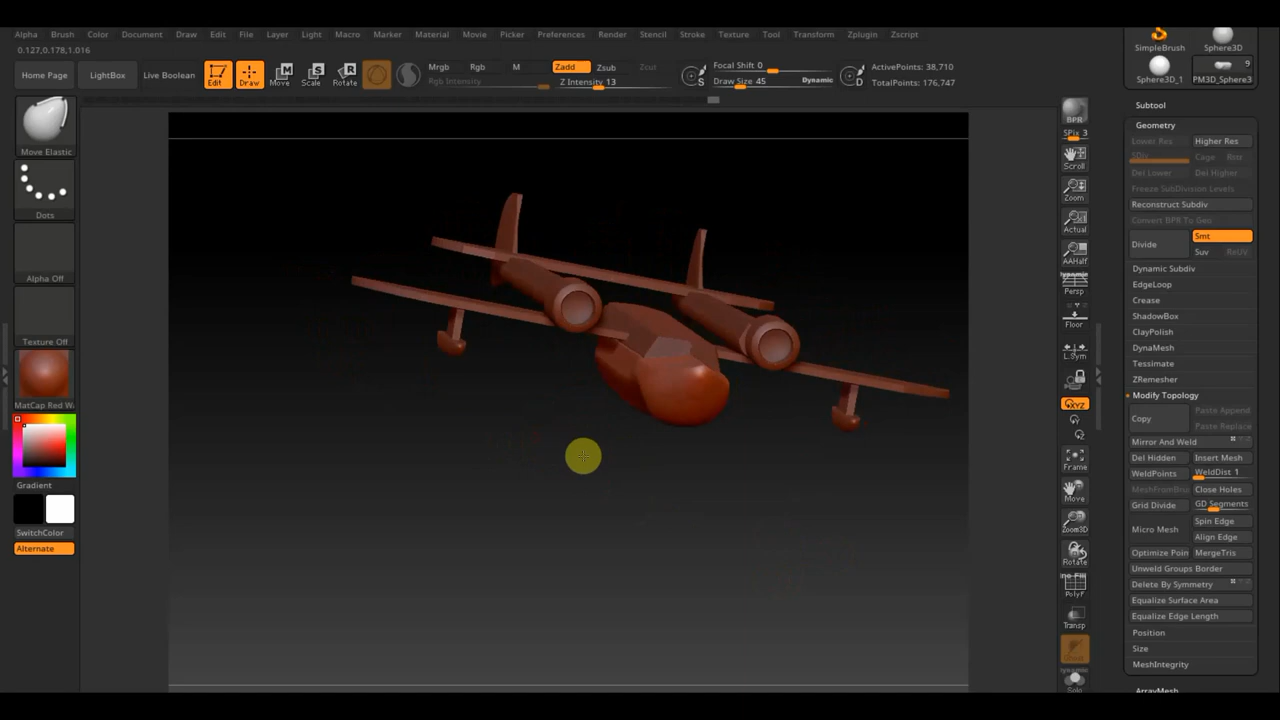 Alpha Brush Color Document Draw Edit File Layer Light Macro Marker Material Movie Picker Preferences Render Stencil Stroke Texture Tool Transform Zplugin Zscript
0.127,0.178,1.016
Home Page LightBox Live Boolean Edit Draw Move Scale Rotate
Mrgb Rgb M Zadd Zsub Zcut
Rgb Intensity Z Intensity 13
Focal Shift 0
Draw Size 45 Dynamic
ActivePoints: 38,710
TotalPoints: 176,747
SimpleBrush Sphere3D
9
Sphere3D_1 PM3D_Sphere3
Move Elastic
Dots
Alpha Off
Texture Off
MatCap Red W
Gradient
SwitchColor
Alternate
BPR
SPix 3
Scroll
Zoom
Actual
AAHalf
Dynamic
Persp
Floor
L.Sym
XYZ
Frame
Move
Zoom3D
Rotate
PolyF
Transp
Ghost
Dynamic
Solo
Subtool
Geometry
Lower Res Higher Res
SDiv Cage Rstr
Del Lower Del Higher
Freeze SubDivision Levels
Reconstruct Subdiv
Convert BPR To Geo
Divide Smt
Suv ReUV
Dynamic Subdiv
EdgeLoop
Crease
ShadowBox
ClayPolish
DynaMesh
Tessimate
ZRemesher
Modify Topology
Copy Paste Append
Paste Replace
Mirror And Weld
Del Hidden Insert Mesh
WeldPoints WeldDist 1
MeshFromBru Close Holes
Grid Divide GD Segments
Micro Mesh Spin Edge
Align Edge
Optimize Poin MergeTris
Unweld Groups Border
Delete By Symmetry
Equalize Surface Area
Equalize Edge Length
Position
Size
MeshIntegrity
ArrayMesh